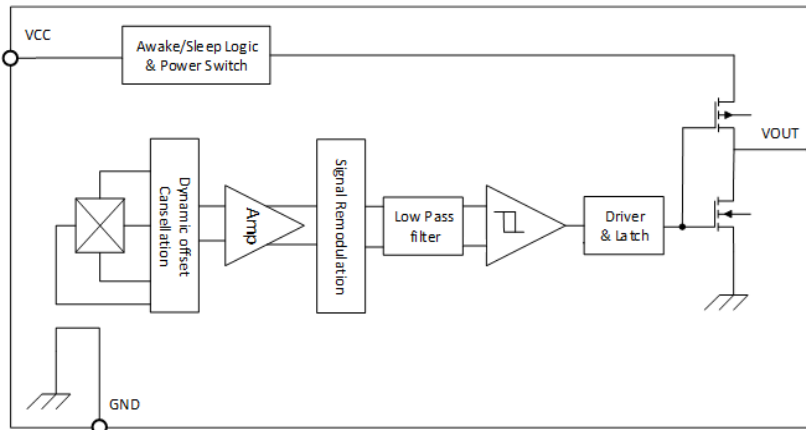 VCC
Awake/Sleep Logic
& Power Switch
VOUT
Dynamic offset
Cansellation
Amp
Signal Remodulation
Low Pass
filter
Driver
& Latch
GND